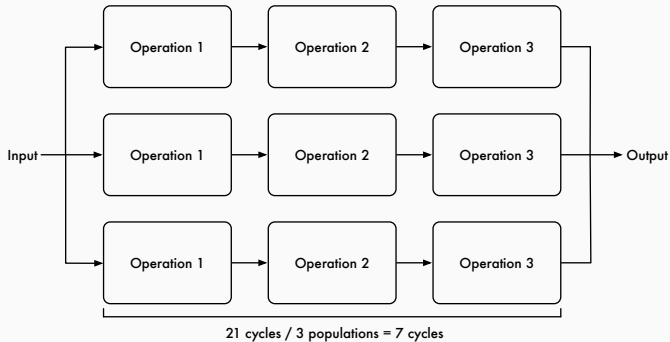 Operation 1
Operation 2
Operation 3
Input
Operation 1
Operation 2
Operation 3
Output
Operation 1
Operation 2
Operation 3
21 cycles / 3 populations = 7 cycles